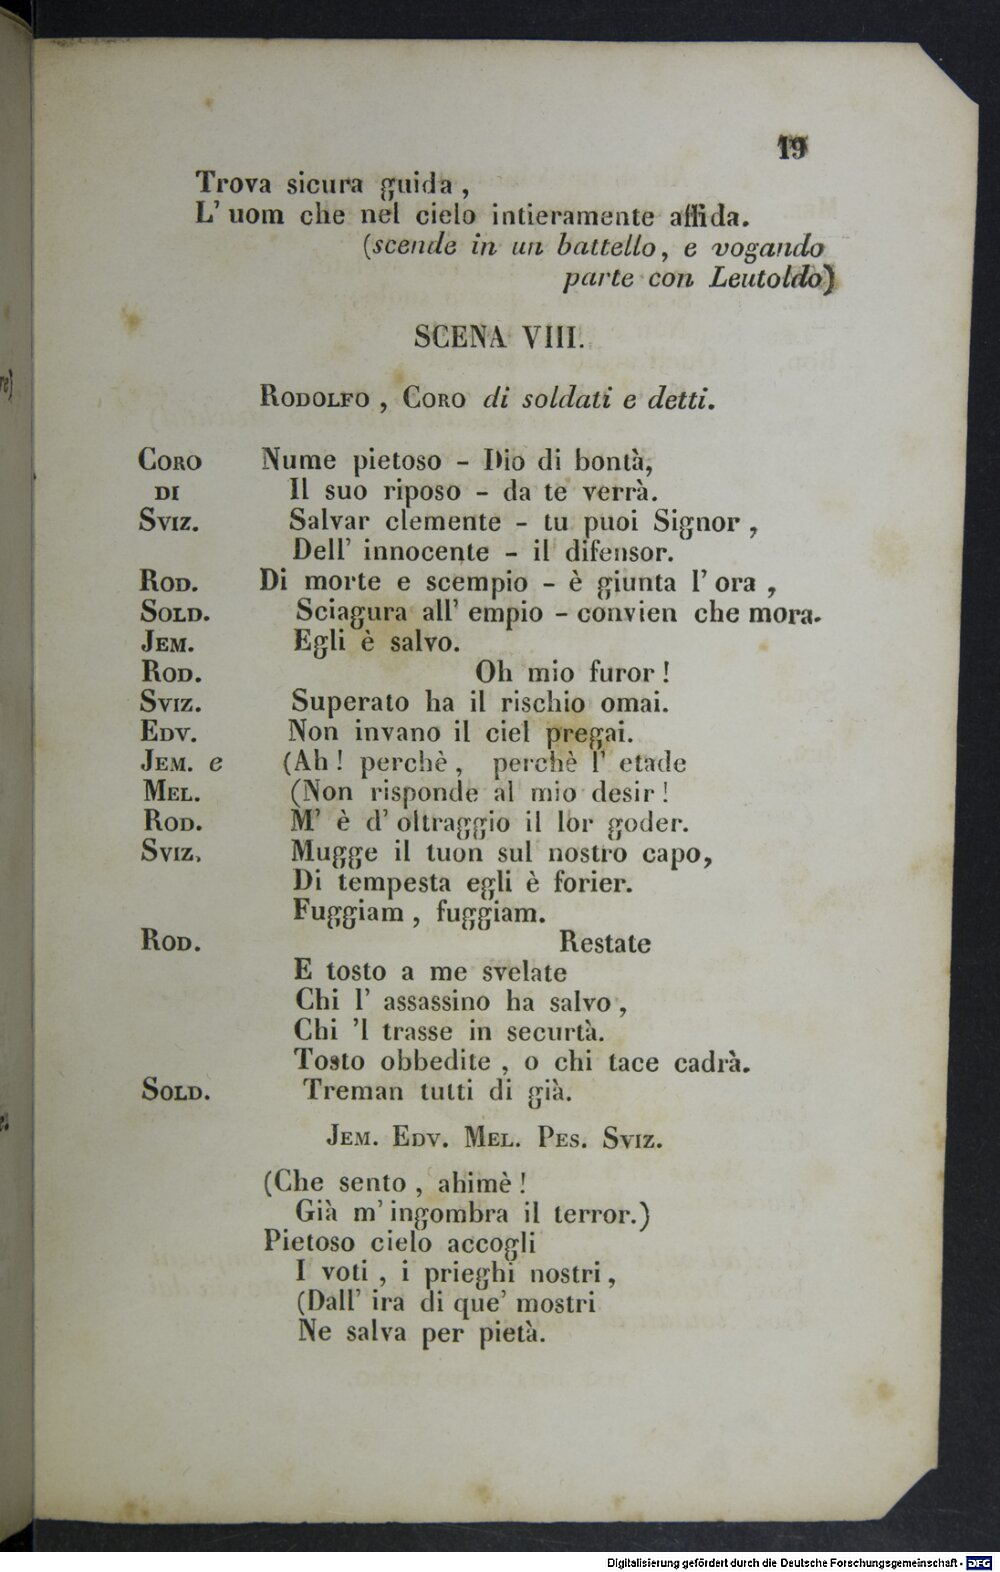 19
Trova sicura guida ,
L' uom che nel cielo intieramente affida.
(scende in un battello, e vogando
parte con Leutoldo)
SCENA VIII.
RODOLFO , CORO di soldati e detti.
CORO Nume pietoso - Dio di bontà,
DI Il suo riposo - da te verrà.
SVIZ. Salvar clemente - tu puoi Signor ,
Dell' innocente - il difensor.
ROD. Di morte e scempio - è giunta l' ora ,
SOLD. Sciagura all' empio - convien che mora.
JEM. Egli è salvo.
ROD. Oh mio furor !
SVIZ. Superato ha il rischio omai.
EDV. Non invano il ciel pregai.
JEM. e (Ah ! perchè , perchè l' etade
MEL. (Non risponde al mio desir !
ROD. M' è d' oltraggio il lor goder.
SVIZ. Mugge il tuon sul nostro capo,
Di tempesta egli è forier.
Fuggiam , fuggiam.
ROD. Restate
E tosto a me svelate
Chi l' assassino ha salvo ,
Chi 'l trasse in securtà.
Tosto obbedite , o chi tace cadrà.
SOLD. Treman tutti di già.
JEM. EDV. MEL. PES. SVIZ.
(Che sento , ahimè !
Già m' ingombra il terror.)
Pietoso cielo accogli
I voti , i prieghi nostri ,
(Dall' ira di que' mostri
Ne salva per pietà.
re)
e.
Digitalisierung gefördert durch die Deutsche Forschungsgemeinschaft - DFG